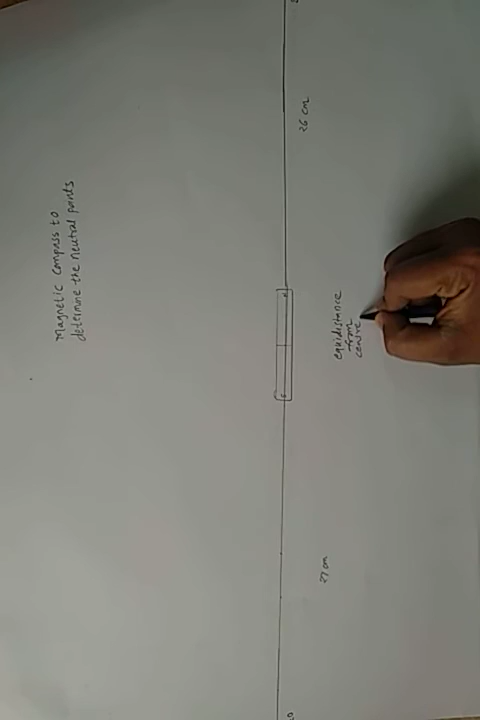 Magnetic compass to
determine the neutral points
26 cm
N
S
equidistance
from
centre
27 cm